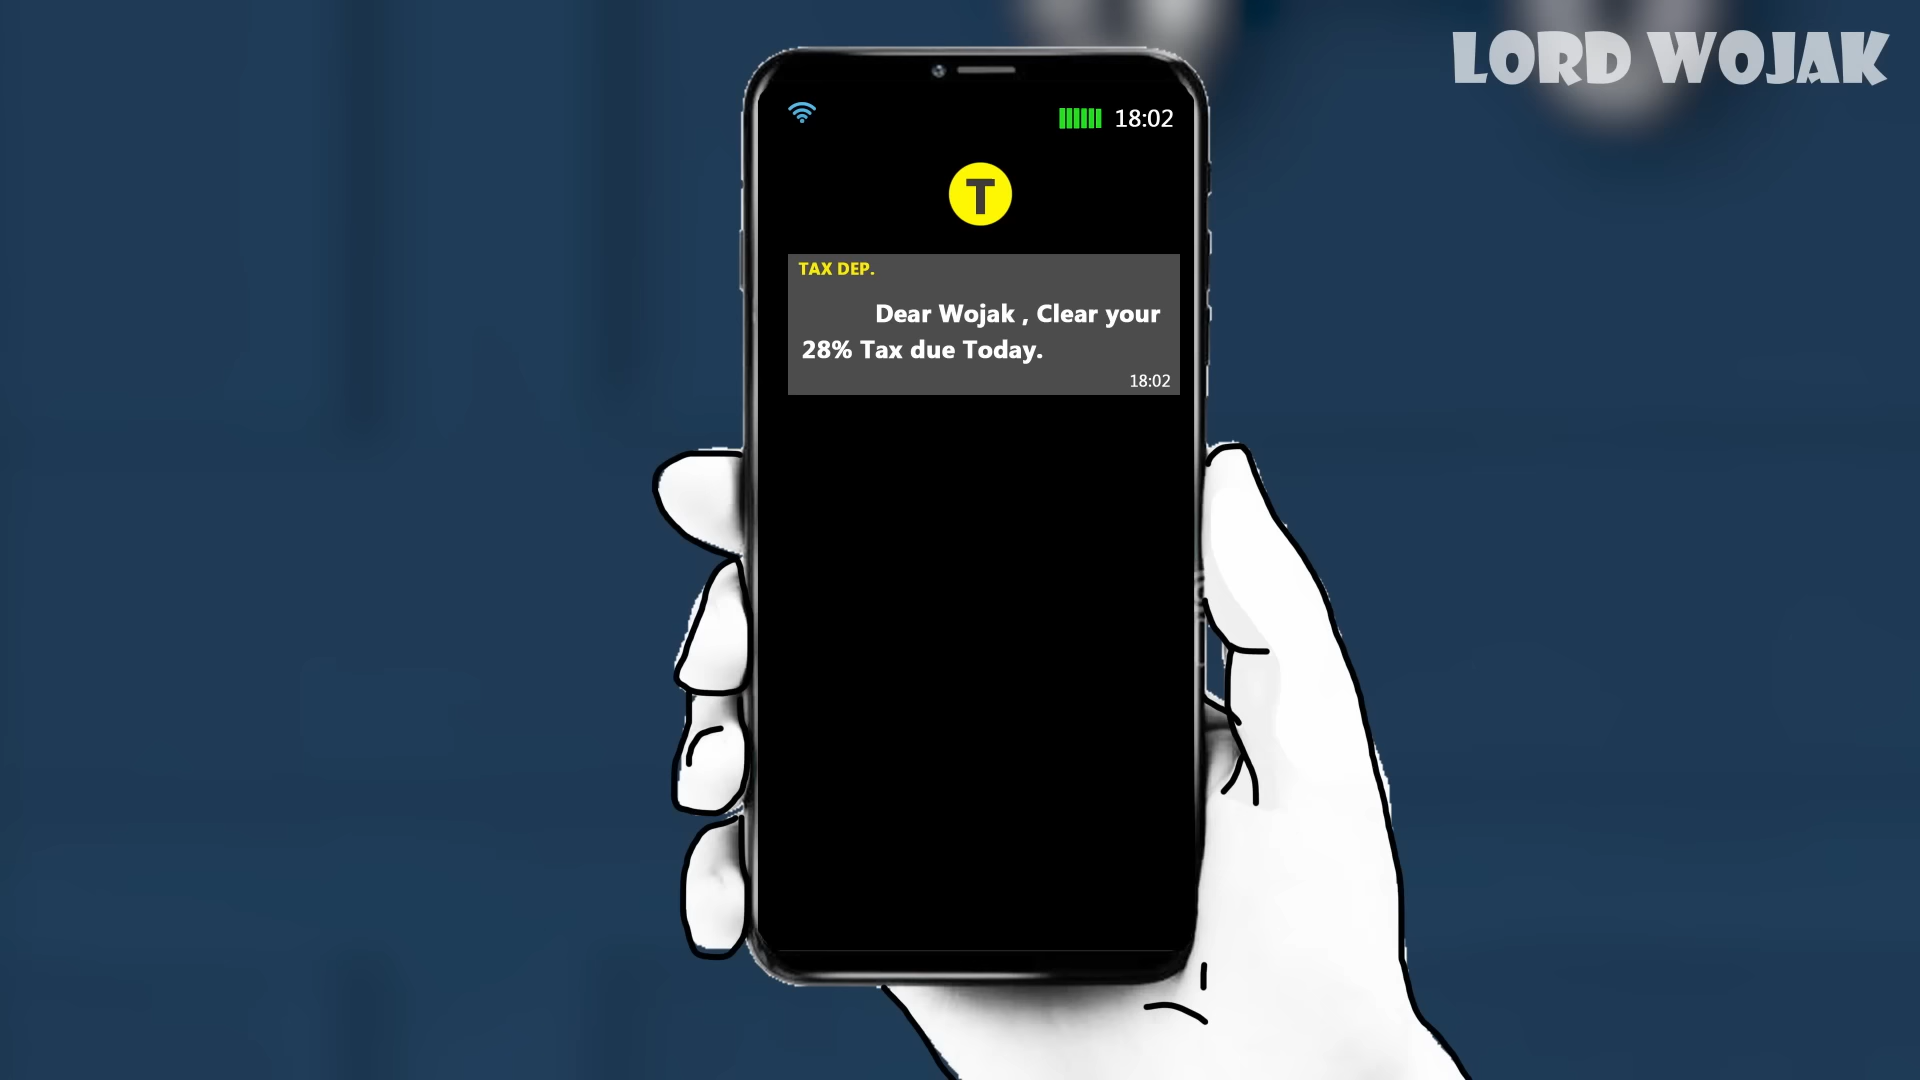 LORD WOJAK
18:02
T
TAX DEP.
Dear Wojak , Clear your
28% Tax due Today.
18:02